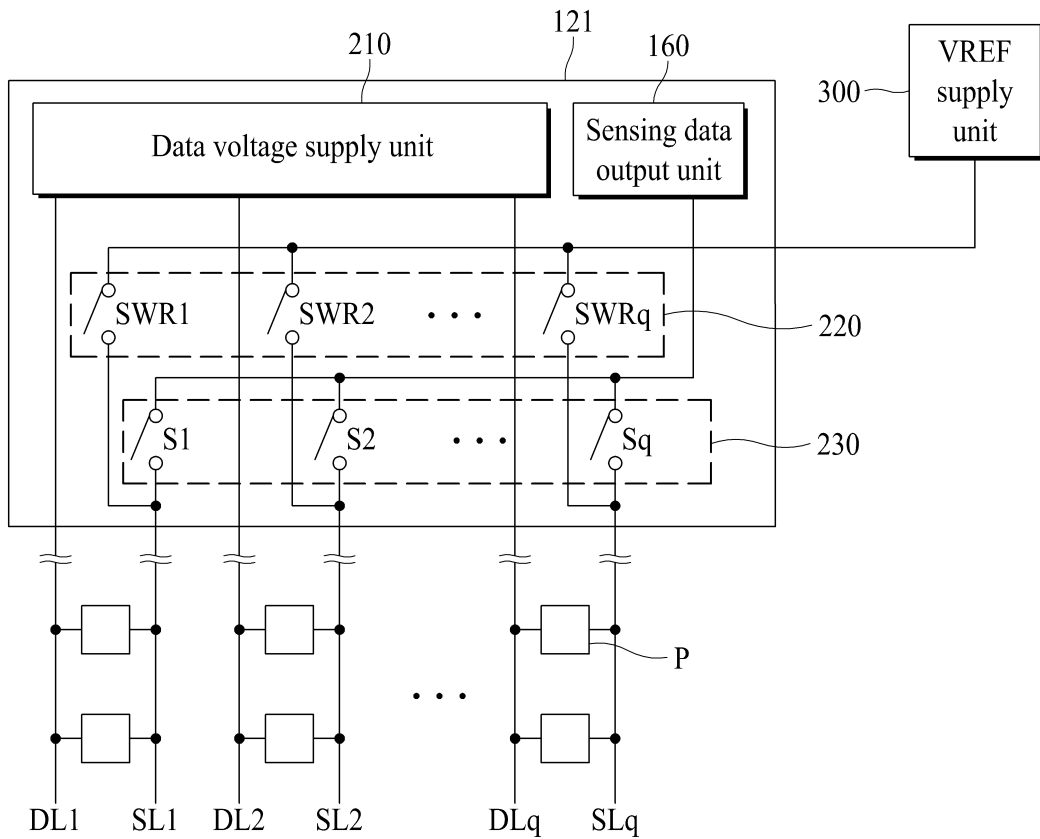 210
121
160
VREF
supply
unit
300
Data voltage supply unit
Sensing data
output unit
SWR1
SWR2
• • •
SWRq
220
S1
S2
• • •
Sq
230
P
• • •
DL1
SL1
DL2
SL2
DLq
SLq